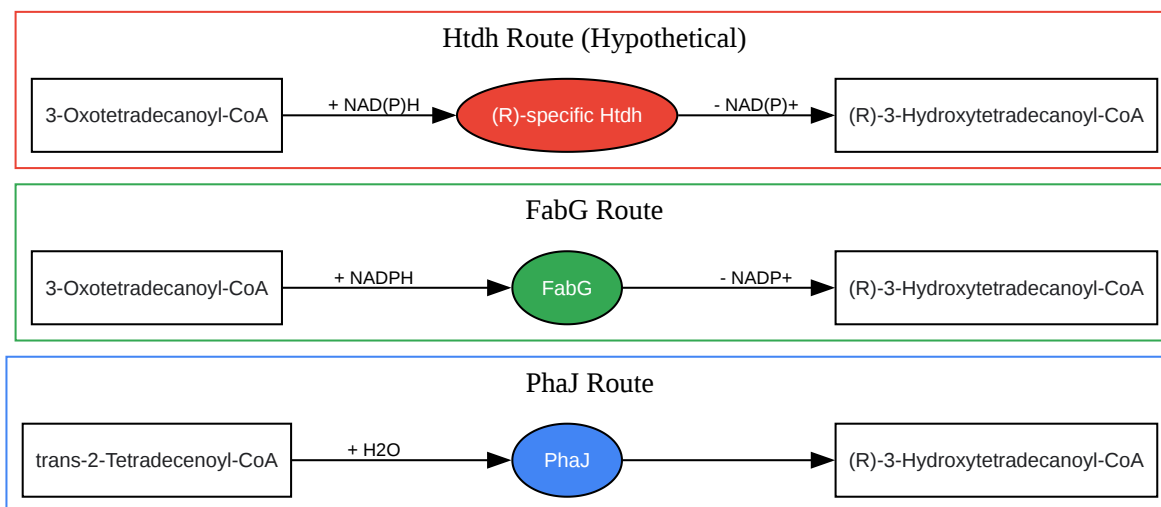 Htdh Route (Hypothetical)
3-Oxotetradecanoyl-CoA
+ NAD(P)H
(R)-specific Htdh
- NAD(P)+
(R)-3-Hydroxytetradecanoyl-CoA
FabG Route
3-Oxotetradecanoyl-CoA
+ NADPH
FabG
- NADP+
(R)-3-Hydroxytetradecanoyl-CoA
PhaJ Route
trans-2-Tetradecenoyl-CoA
+ H2O
PhaJ
(R)-3-Hydroxytetradecanoyl-CoA